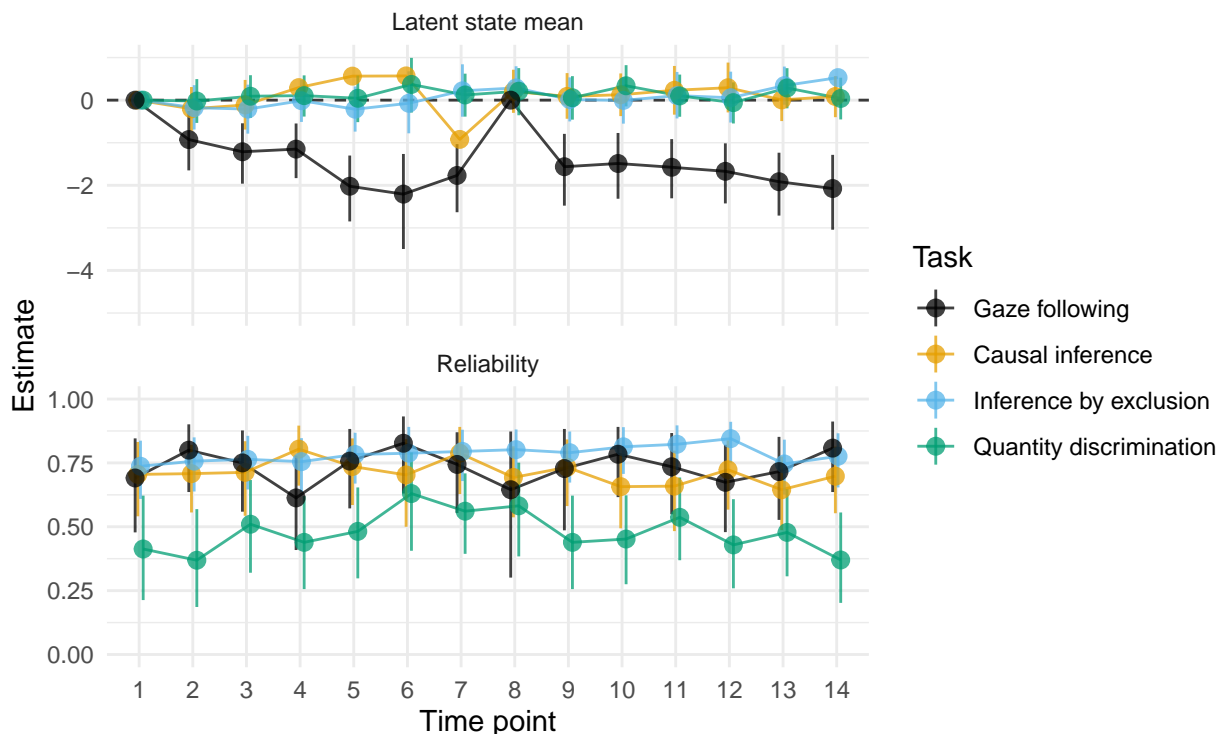 Latent state mean
0
−2
−4
Estimate
Reliability
1.00
0.75
0.50
0.25
0.00
1 2 3 4 5 6 7 8 9 10 11 12 13 14
Time point
Task
Gaze following
Causal inference
Inference by exclusion
Quantity discrimination